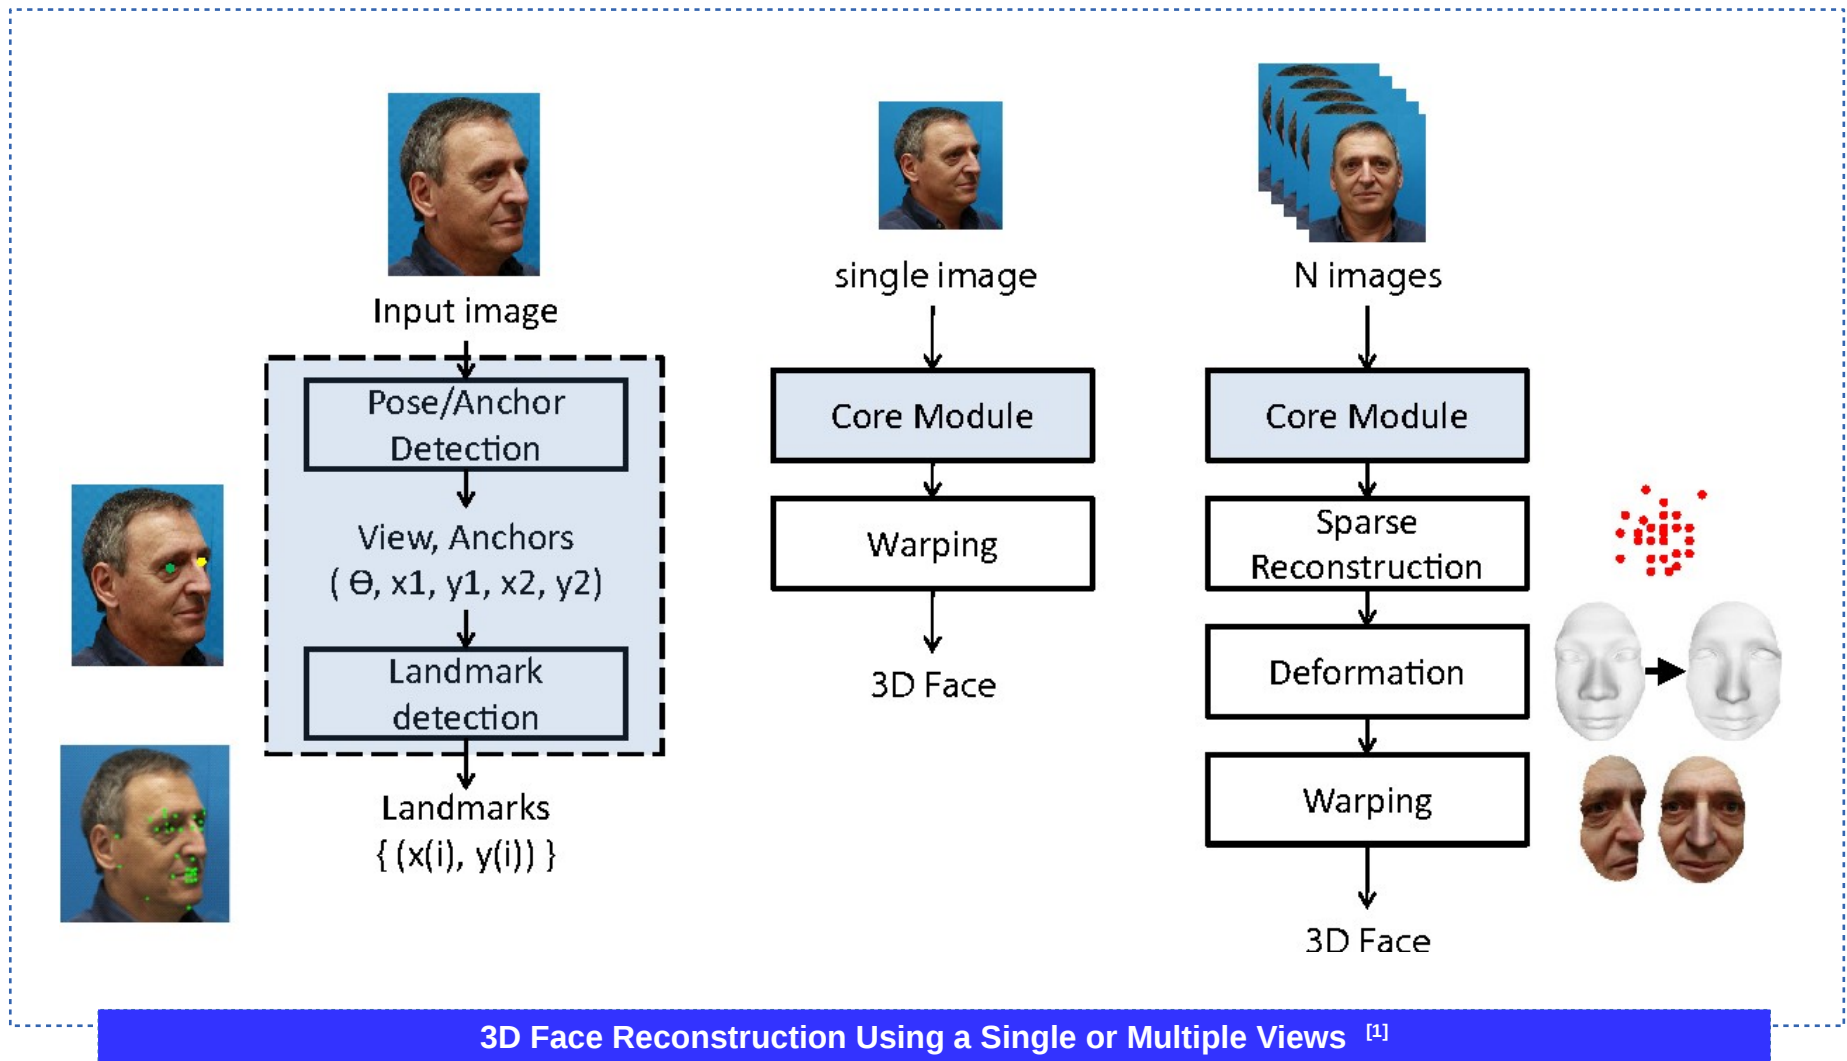 Input image
Pose/Anchor
Detection
View, Anchors
( Θ, x1, y1, x2, y2)
Landmark
detection
Landmarks
{ (x(i), y(i)) }
single image
Core Module
Warping
3D Face
N images
Core Module
Sparse
Reconstruction
Deformation
Warping
3D Face
3D Face Reconstruction Using a Single or Multiple Views [1]